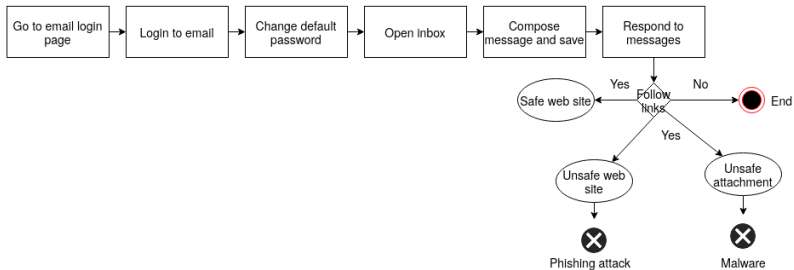 Go to email login
page
Login to email
Change default
password
Open inbox
Compose
message and save
Respond to
messages
Yes
No
Safe web site
Follow
links
End
Yes
Unsafe web
site
Unsafe
attachment
Phishing attack
Malware